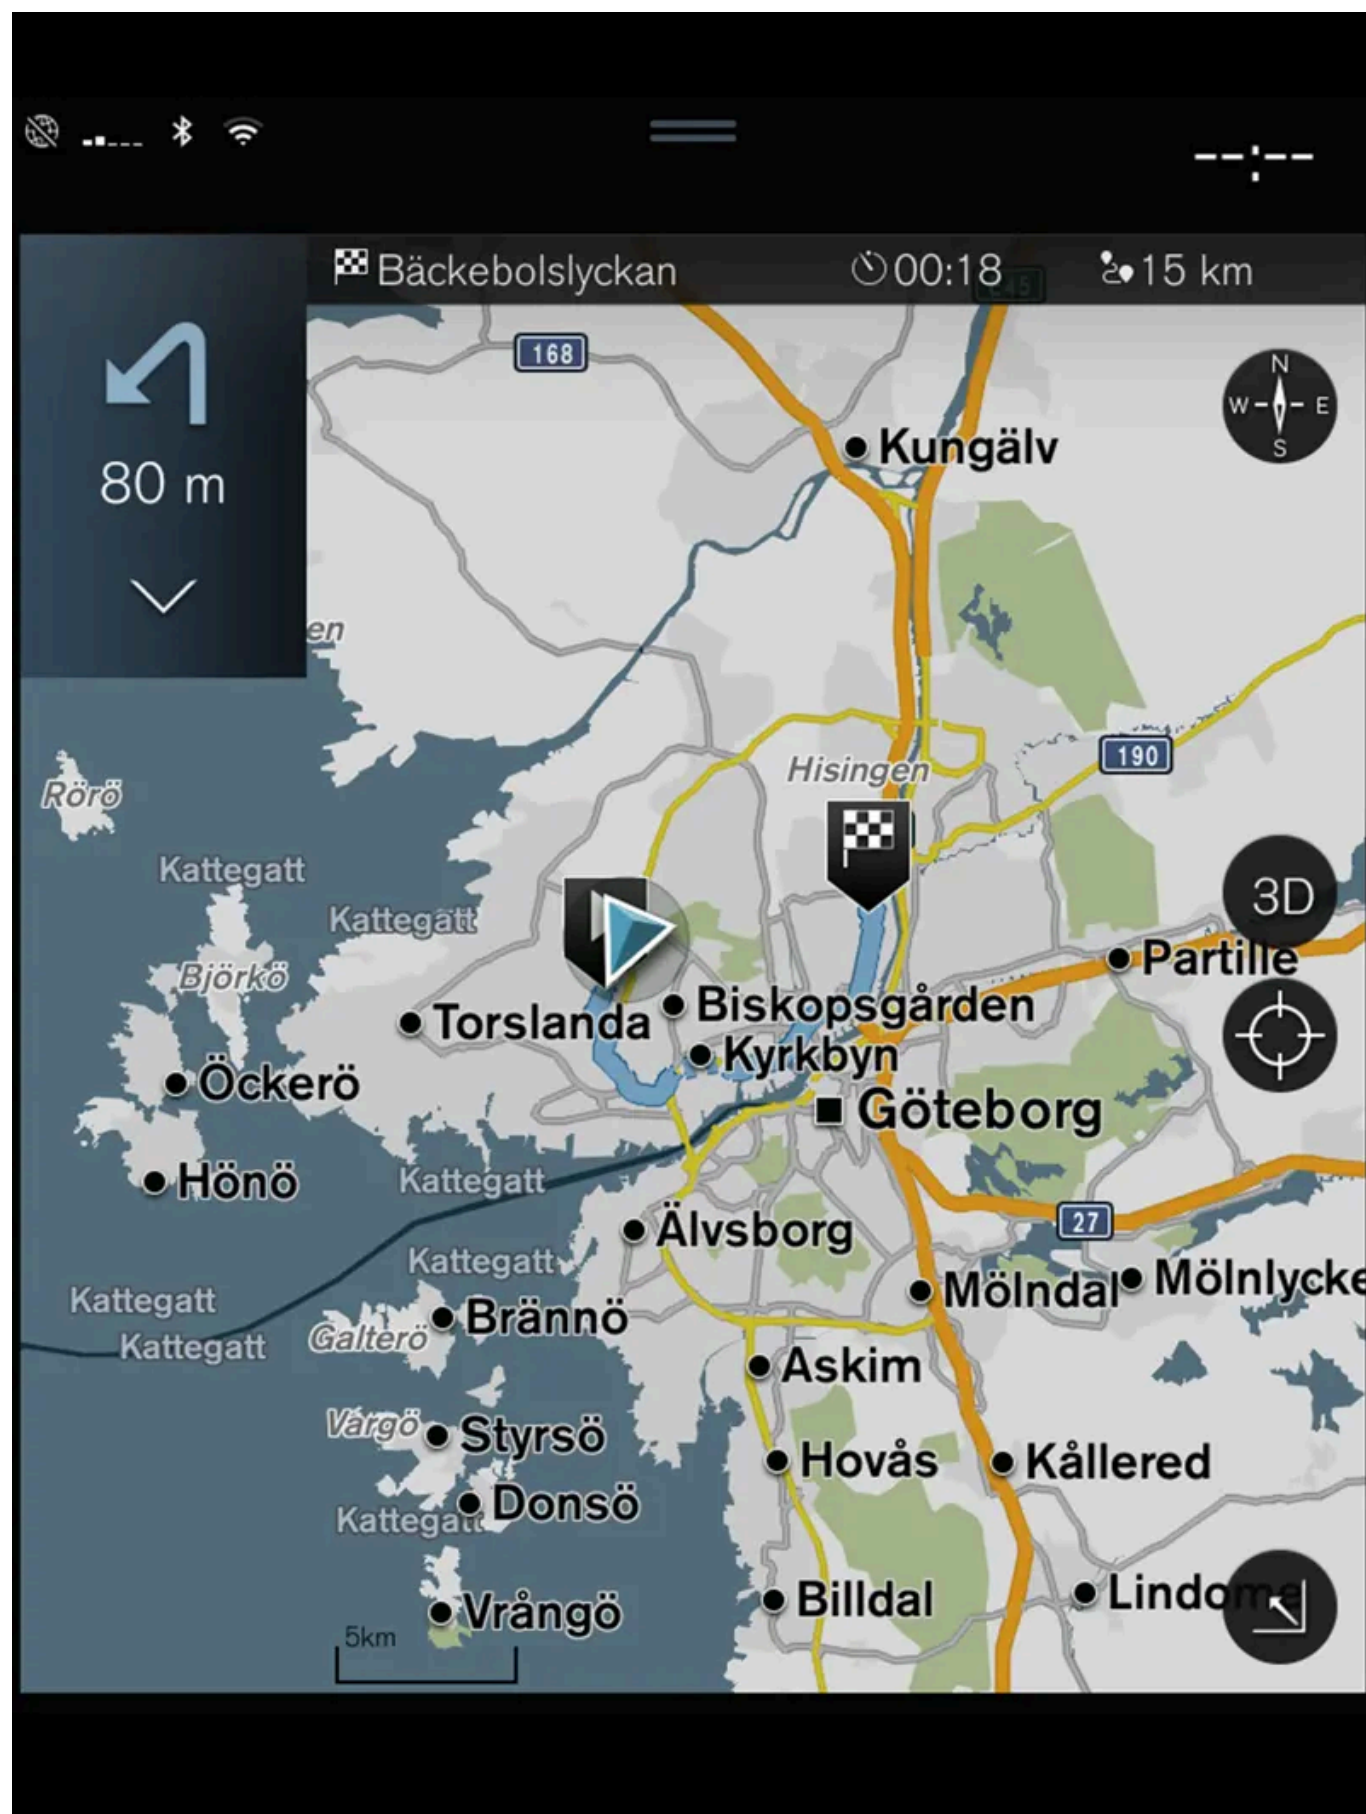 --:--
Bäckebolslyckan 00:18 15 km
80 m
168
N
W E
S
Kungälv
en
190
Hisingen
Rörö
Kattegatt
Kattegatt
3D
Björkö
Partille
Biskopsgården
Torslanda
Kyrkbyn
Öckerö
Göteborg
Hönö
Kattegatt
27
Älvsborg
Kattegatt
Mölndal
Mölnlycke
Kattegatt
Brännö
Galterö
Kattegatt
Askim
Vargö
Styrsö
Hovås
Kållered
Donsö
Kattegatt
Billdal
Lindome
Vrångö
5km